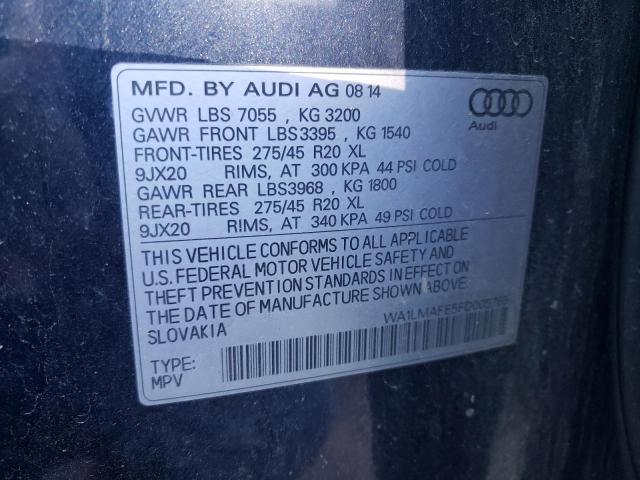 MFD. BY AUDI AG 08 14
GVWR LBS 7055 , KG 3200
GAWR FRONT LBS3395 , KG 1540
FRONT-TIRES 275/45 R20 XL
9JX20 RIMS, AT 300 KPA 44 PSI COLD
GAWR REAR LBS3968 , KG 1800
REAR-TIRES 275/45 R20 XL
9JX20 RIMS, AT 340 KPA 49 PSI COLD
Audi
THIS VEHICLE CONFORMS TO ALL APPLICABLE
U.S. FEDERAL MOTOR VEHICLE SAFETY AND
THEFT PREVENTION STANDARDS IN EFFECT ON
THE DATE OF MANUFACTURE SHOWN ABOVE.
SLOVAKIA
TYPE:
MPV